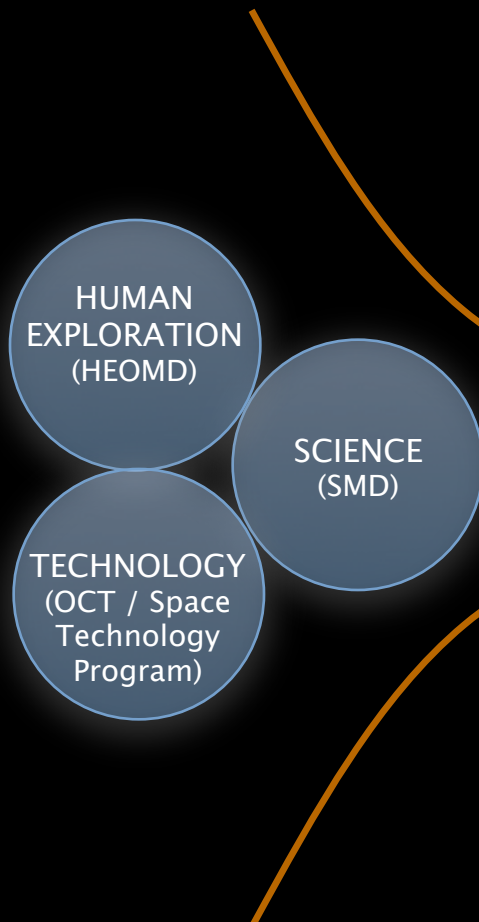 HUMAN
EXPLORATION
(HEOMD)
SCIENCE
(SMD)
TECHNOLOGY
(OCT / Space
Technology
Program)